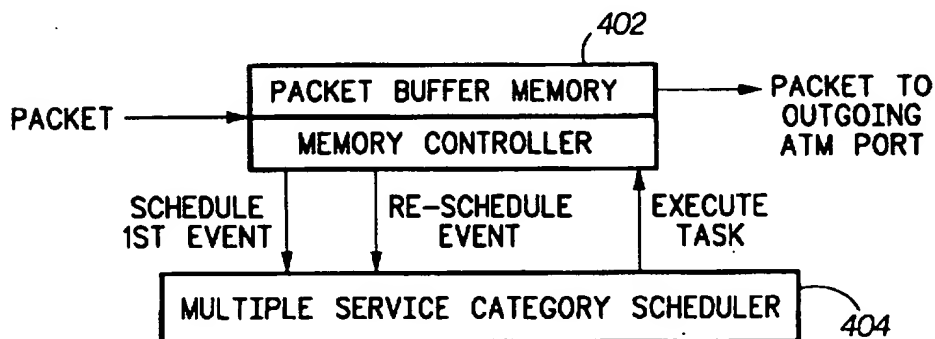 402
PACKET BUFFER MEMORY
PACKET
PACKET TO
OUTGOING
ATM PORT
MEMORY CONTROLLER
SCHEDULE
1ST EVENT
RE-SCHEDULE
EVENT
EXECUTE
TASK
MULTIPLE SERVICE CATEGORY SCHEDULER
404